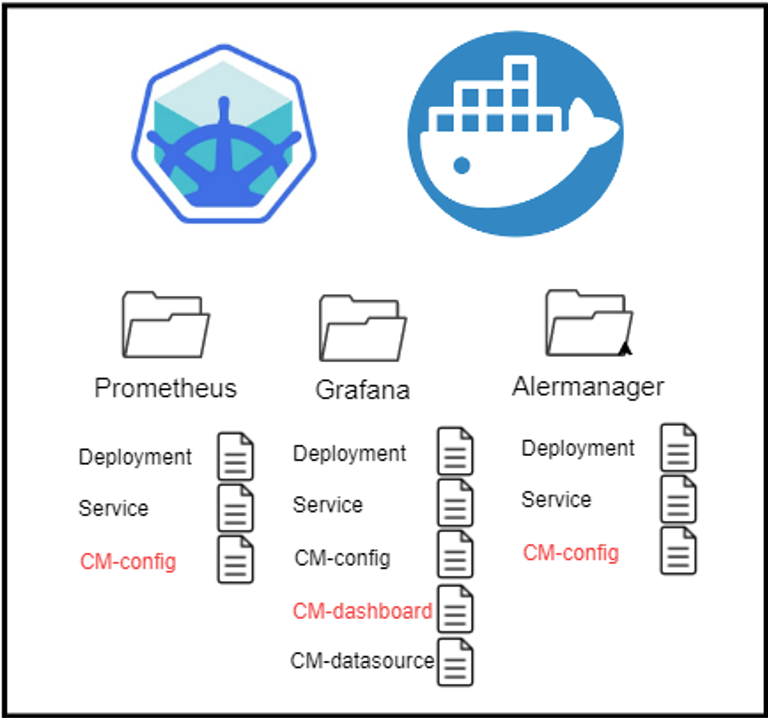 Prometheus
Grafana
Alermanager
Deployment
Service
CM-config
Deployment
Service
CM-config
CM-dashboard
CM-datasource
Deployment
Service
CM-config